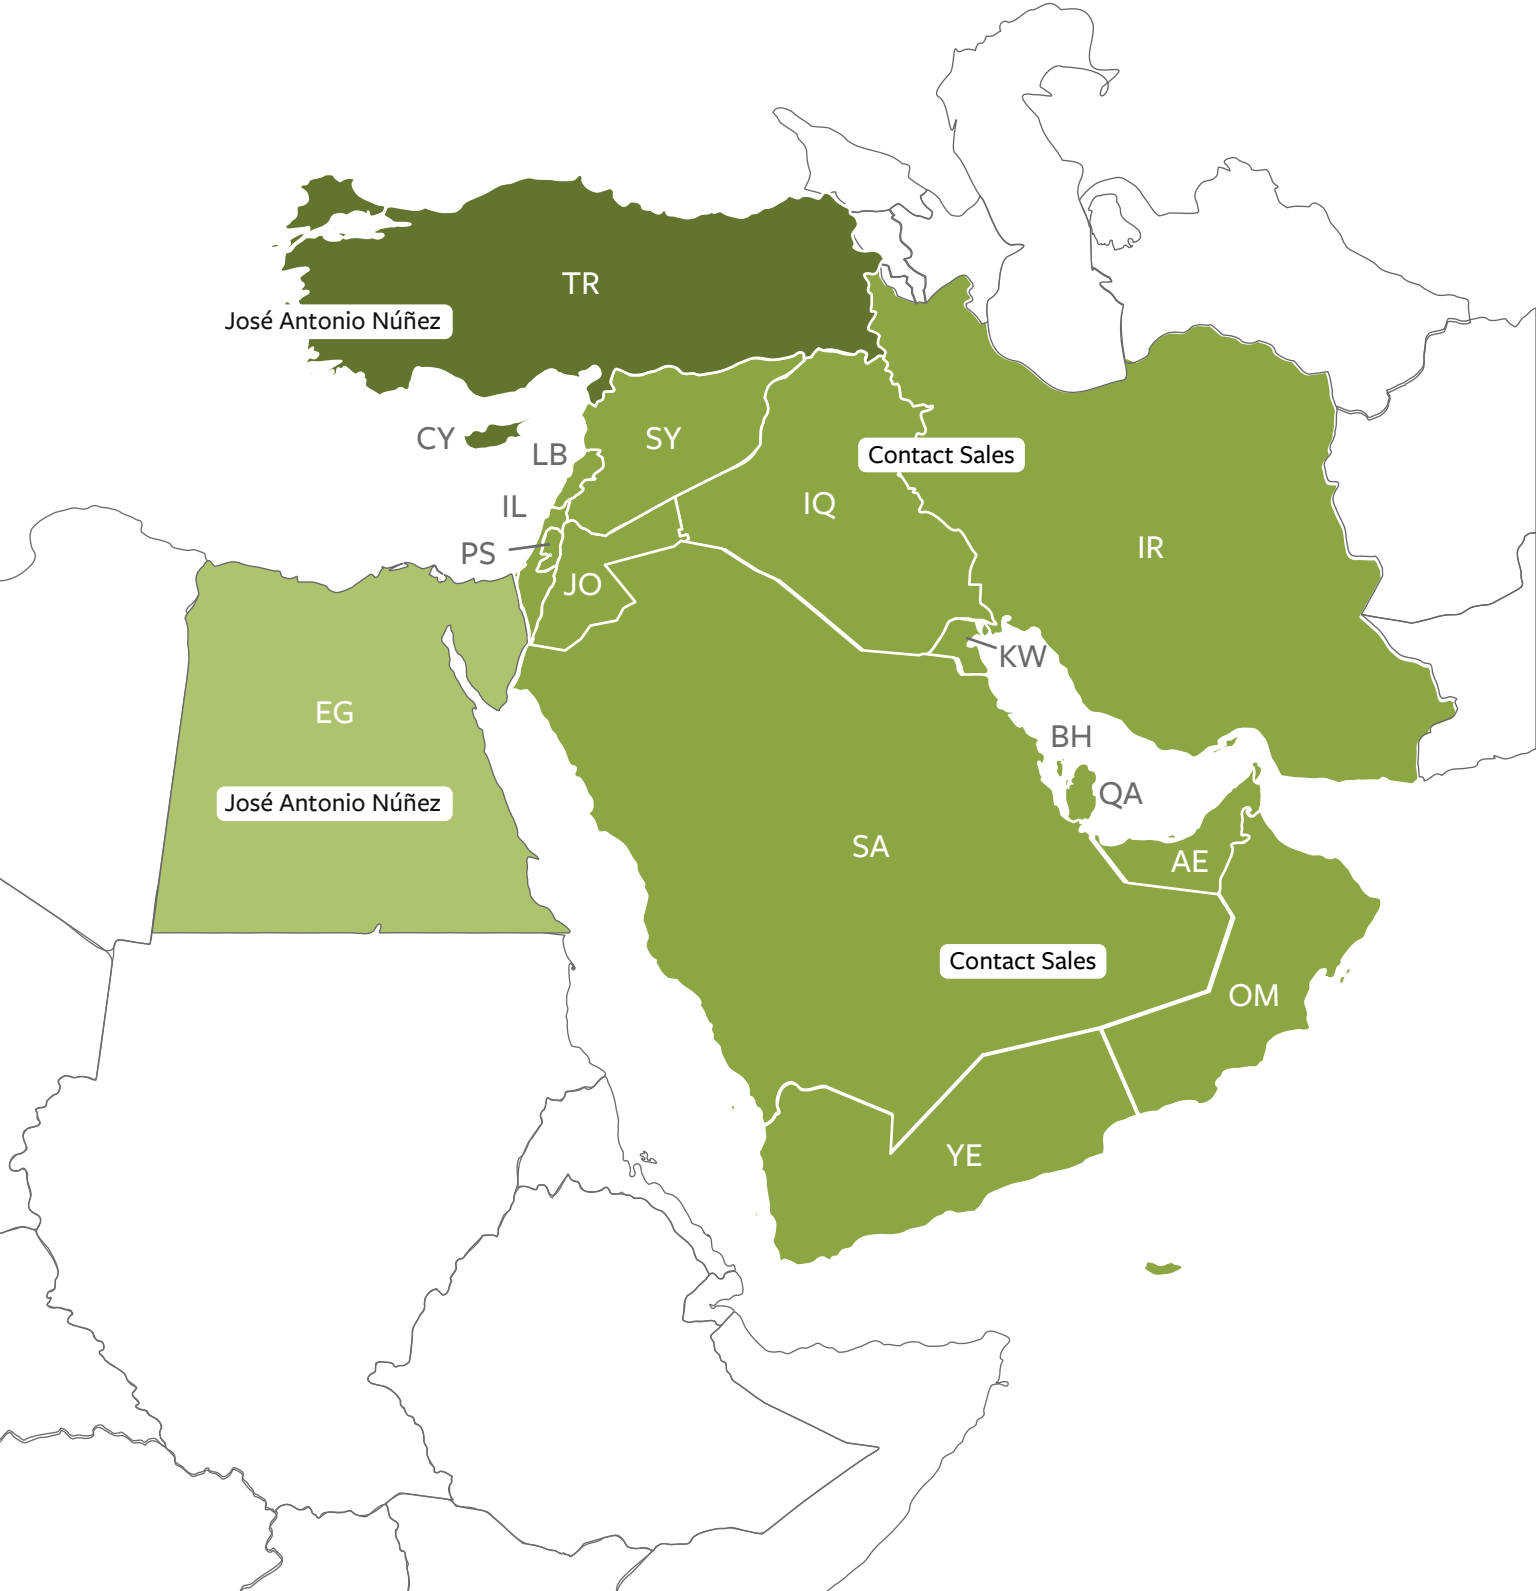 TR
José Antonio Núñez
CY
LB
SY
Contact Sales
IL
IQ
PS
IR
JO
KW
EG
BH
QA
José Antonio Núñez
SA
AE
Contact Sales
OM
YE